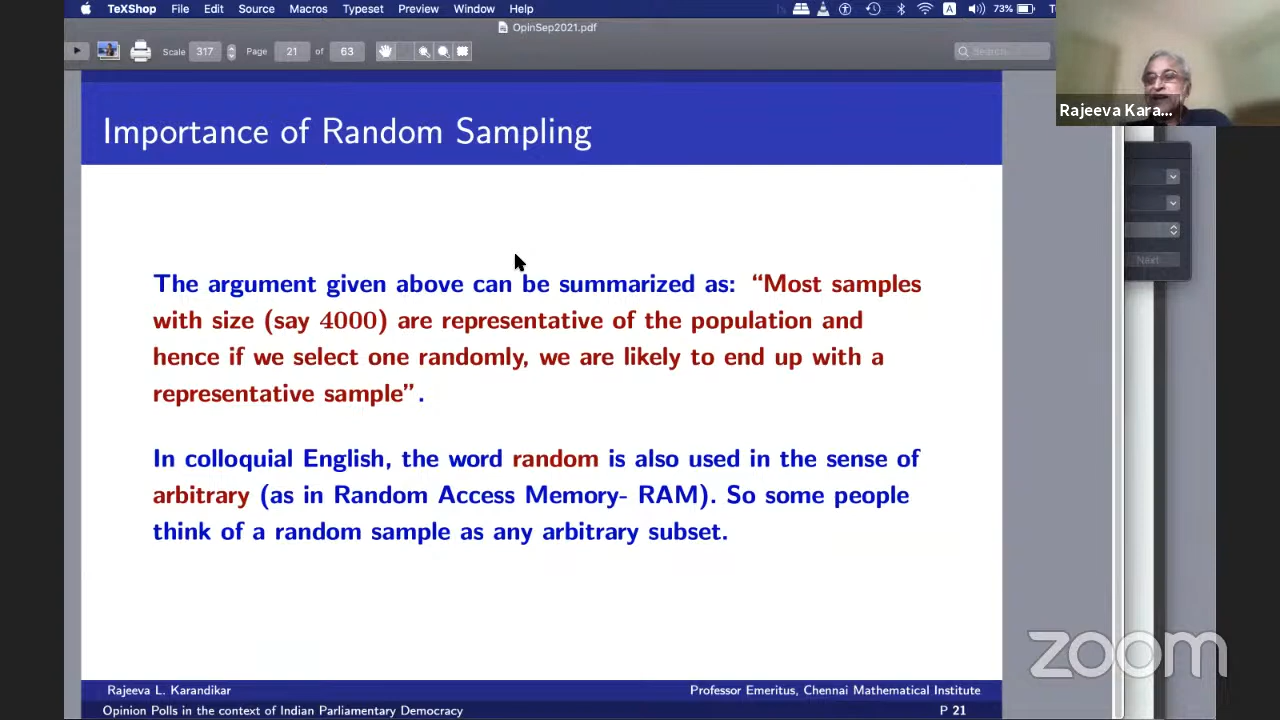 TeXShop File Edit Source Macros Typeset Preview Window Help 73%
OpinSep2021.pdf
Scale 317 Page 21 of 63 Search
Rajeeva Kara...
Importance of Random Sampling
The argument given above can be summarized as: “Most samples
with size (say 4000) are representative of the population and
hence if we select one randomly, we are likely to end up with a
representative sample”.
In colloquial English, the word random is also used in the sense of
arbitrary (as in Random Access Memory- RAM). So some people
think of a random sample as any arbitrary subset.
Next
zoom
Rajeeva L. Karandikar Professor Emeritus, Chennai Mathematical Institute
Opinion Polls in the context of Indian Parliamentary Democracy P 21